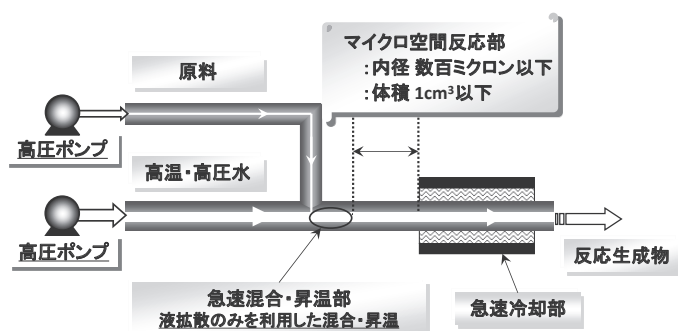 マイクロ空間反応部
:内径 数百ミクロン以下
:体積 1cm³以下
原料
高圧ポンプ
高温・高圧水
高圧ポンプ
反応生成物
急速混合・昇温部
液拡散のみを利用した混合・昇温
急速冷却部